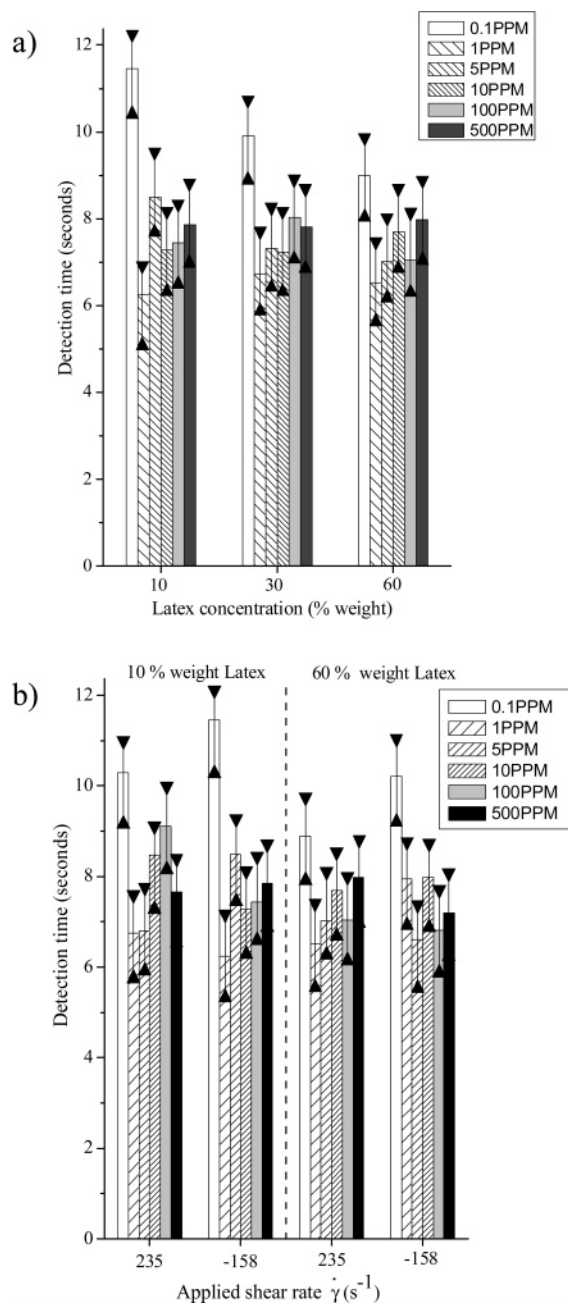 a)
0.1PPM
1PPM
5PPM
10PPM
100PPM
500PPM
12
10
8
6
4
2
0
Detection time (seconds)
10 30 60
Latex concentration (% weight)
b)
10 % weight Latex 60 % weight Latex
0.1PPM
1PPM
5PPM
10PPM
100PPM
500PPM
12
10
8
6
4
2
0
Detection time (seconds)
235 -158 235 -158
Applied shear rate γ̇ (s⁻¹)